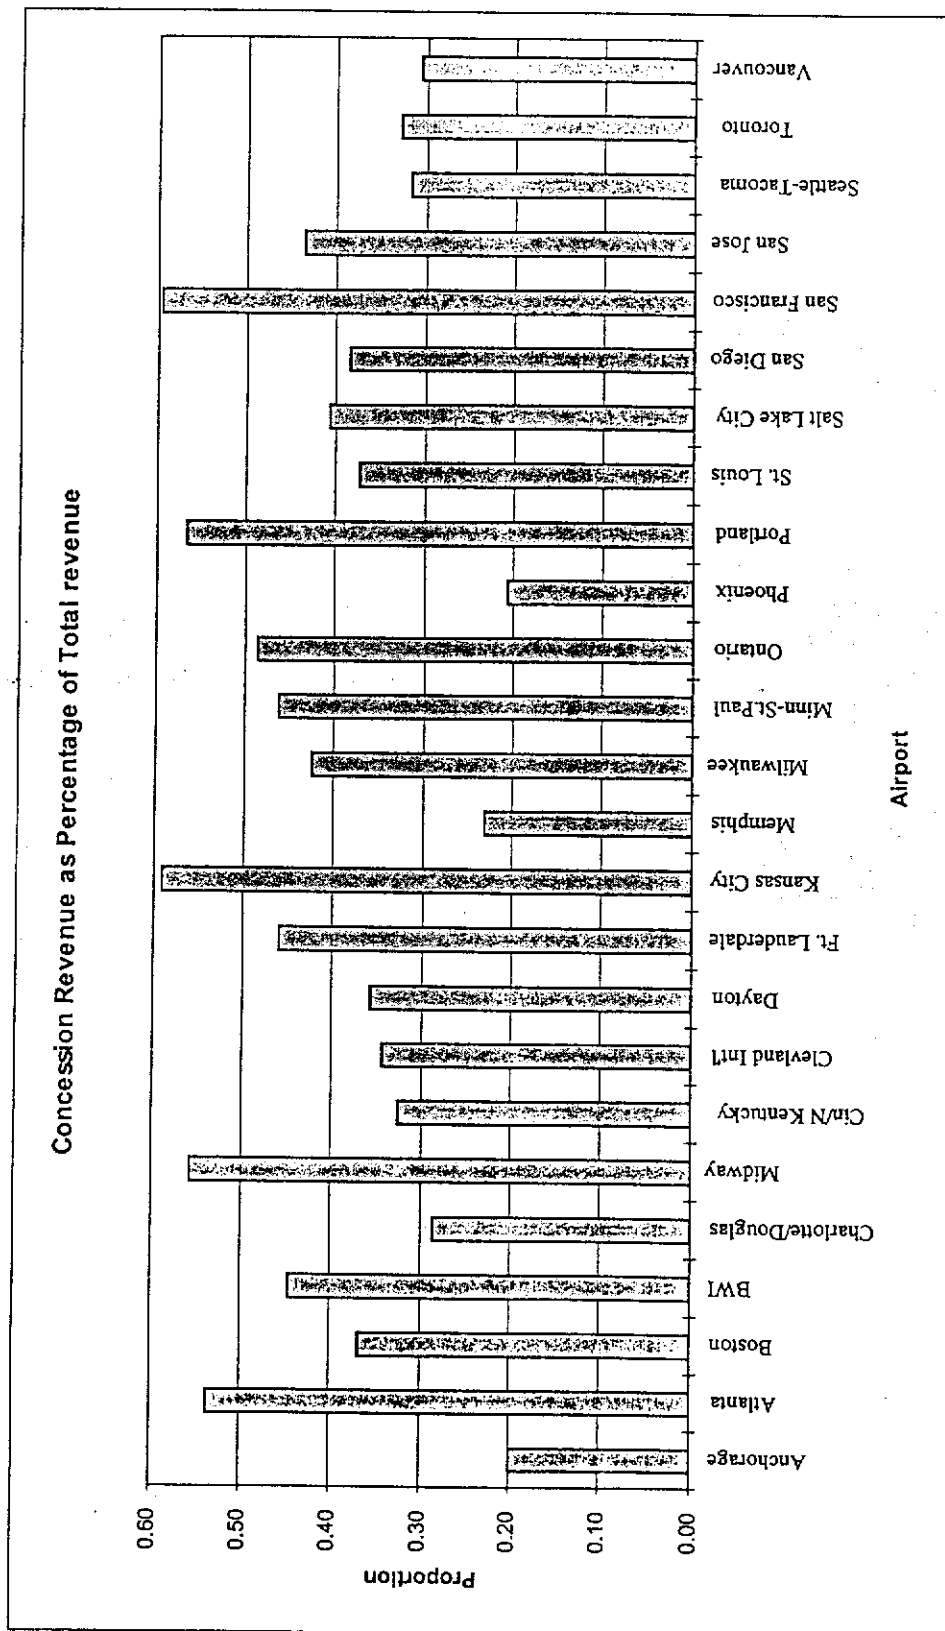 Concession Revenue as Percentage of Total revenue
Proportion
0.60
0.50
0.40
0.30
0.20
0.10
0.00
Anchorage
Atlanta
Boston
BWI
Charlotte/Douglas
Midway
Cin/N Kentucky
Clevland Int'l
Dayton
Ft. Lauderdale
Kansas City
Memphis
Milwaukee
Minn-St.Paul
Ontario
Phoenix
Portland
St. Louis
Salt Lake City
San Diego
San Francisco
San Jose
Seattle-Tacoma
Toronto
Vancouver
Airport